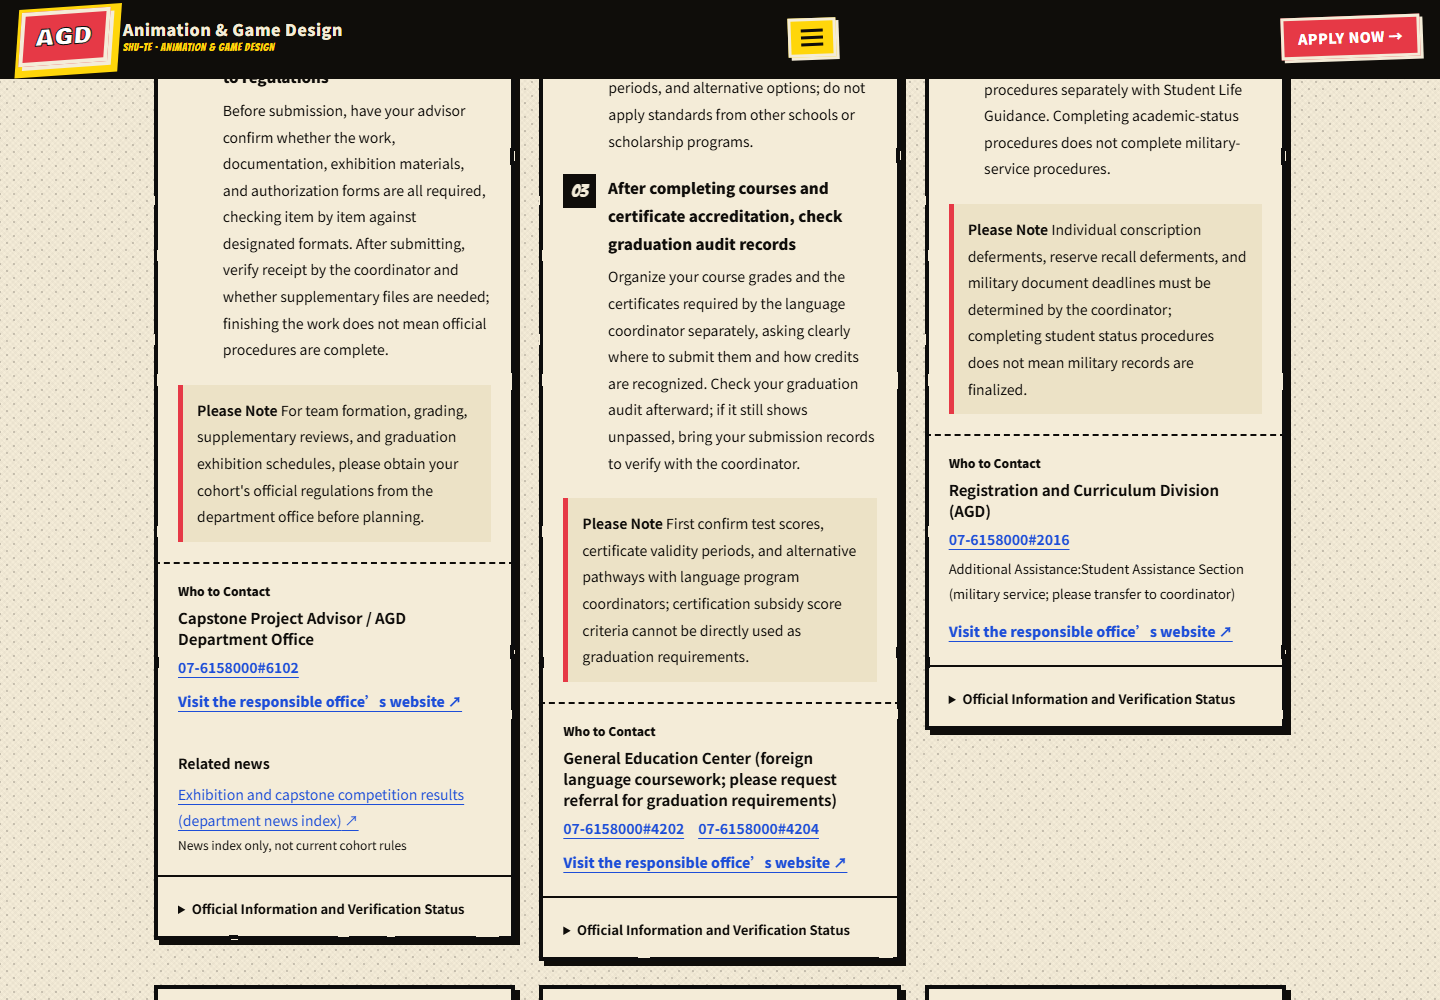 AGD
Animation & Game Design
SHU-TE · ANIMATION & GAME DESIGN
APPLY NOW →
to regulations
Before submission, have your advisor
confirm whether the work,
documentation, exhibition materials,
and authorization forms are all required,
checking item by item against
designated formats. After submitting,
verify receipt by the coordinator and
whether supplementary files are needed;
finishing the work does not mean official
procedures are complete.
Please Note For team formation, grading,
supplementary reviews, and graduation
exhibition schedules, please obtain your
cohort's official regulations from the
department office before planning.
Who to Contact
Capstone Project Advisor / AGD
Department Office
07-6158000#6102
Visit the responsible office’s website ↗
Related news
Exhibition and capstone competition results
(department news index) ↗
News index only, not current cohort rules
▶ Official Information and Verification Status
periods, and alternative options; do not
apply standards from other schools or
scholarship programs.
03
After completing courses and
certificate accreditation, check
graduation audit records
Organize your course grades and the
certificates required by the language
coordinator separately, asking clearly
where to submit them and how credits
are recognized. Check your graduation
audit afterward; if it still shows
unpassed, bring your submission records
to verify with the coordinator.
Please Note First confirm test scores,
certificate validity periods, and alternative
pathways with language program
coordinators; certification subsidy score
criteria cannot be directly used as
graduation requirements.
Who to Contact
General Education Center (foreign
language coursework; please request
referral for graduation requirements)
07-6158000#4202 07-6158000#4204
Visit the responsible office’s website ↗
▶ Official Information and Verification Status
procedures separately with Student Life
Guidance. Completing academic-status
procedures does not complete military-
service procedures.
Please Note Individual conscription
deferments, reserve recall deferments, and
military document deadlines must be
determined by the coordinator;
completing student status procedures
does not mean military records are
finalized.
Who to Contact
Registration and Curriculum Division
(AGD)
07-6158000#2016
Additional Assistance:Student Assistance Section
(military service; please transfer to coordinator)
Visit the responsible office’s website ↗
▶ Official Information and Verification Status